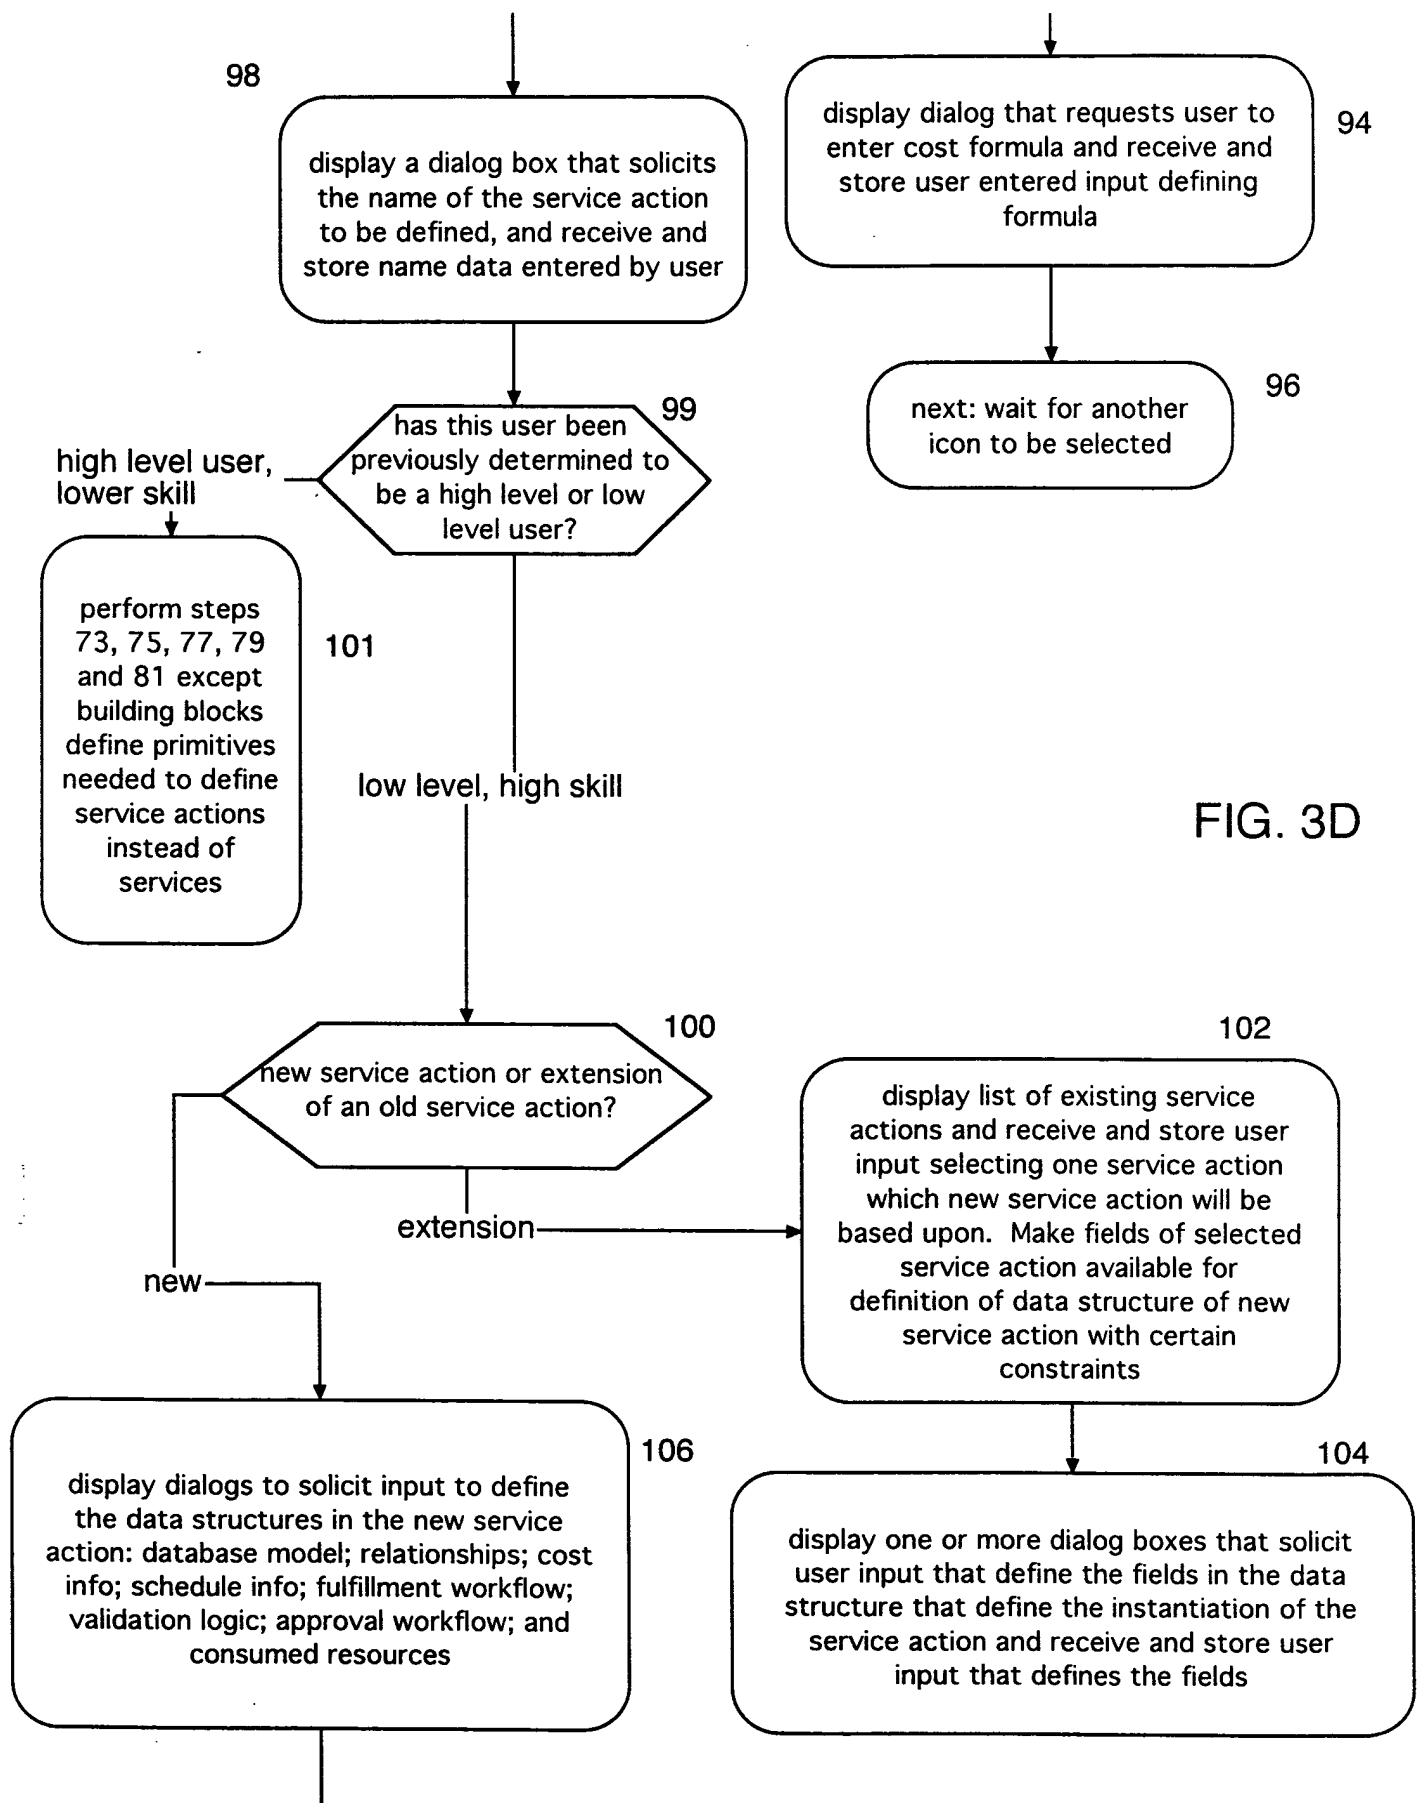 98
display a dialog box that solicits
the name of the service action
to be defined, and receive and
store name data entered by user
display dialog that requests user to
enter cost formula and receive and
store user entered input defining
formula
94
next: wait for another
icon to be selected
96
99
has this user been
previously determined to
be a high level or low
level user?
high level user,
lower skill
perform steps
73, 75, 77, 79
and 81 except
building blocks
define primitives
needed to define
service actions
instead of
services
101
low level, high skill
FIG. 3D
100
new service action or extension
of an old service action?
extension
new
102
display list of existing service
actions and receive and store user
input selecting one service action
which new service action will be
based upon. Make fields of selected
service action available for
definition of data structure of new
service action with certain
constraints
106
display dialogs to solicit input to define
the data structures in the new service
action: database model; relationships; cost
info; schedule info; fulfillment workflow;
validation logic; approval workflow; and
consumed resources
104
display one or more dialog boxes that solicit
user input that define the fields in the data
structure that define the instantiation of the
service action and receive and store user
input that defines the fields